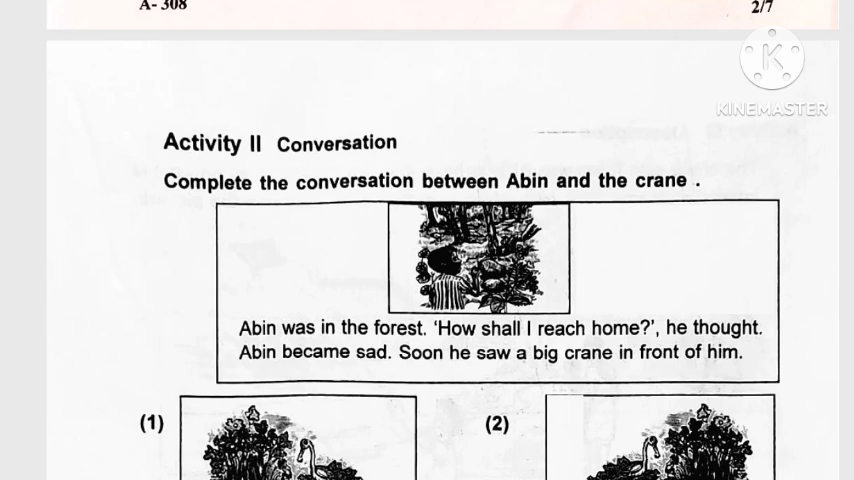 A- 308
2/7
KINEMASTER
Activity II Conversation
Complete the conversation between Abin and the crane .
Abin was in the forest. 'How shall I reach home?', he thought.
Abin became sad. Soon he saw a big crane in front of him.
(1)
(2)